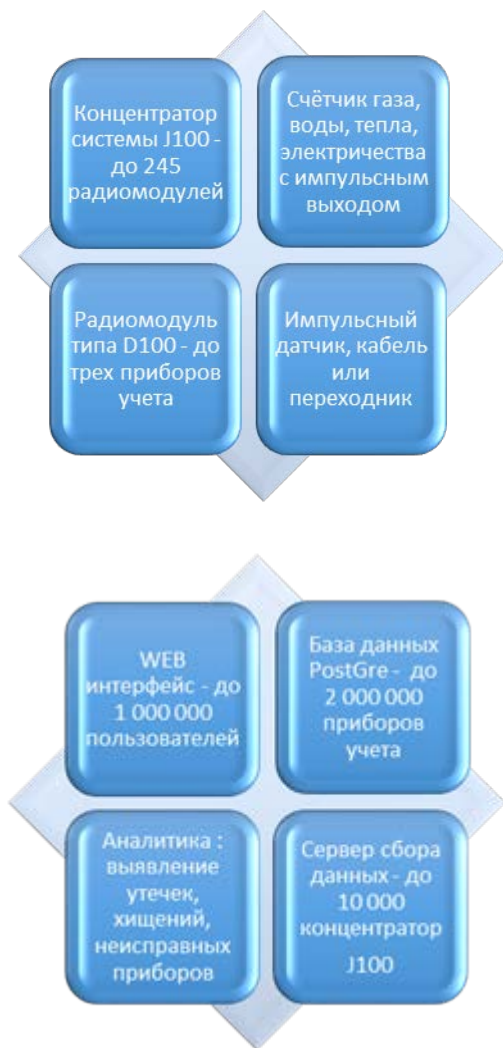 Концентратор
системы J100 -
до 245
радиомодулей
Счётчик газа,
воды, тепла,
электричества
с импульсным
выходом
Радиомодуль
типа D100 - до
трех приборов
учета
Импульсный
датчик, кабель
или
переходник
WEB
интерфейс - до
1 000 000
пользователей
База данных
PostGre - до
2 000 000
приборов
учета
Аналитика :
выявление
утечек,
хищений,
неисправных
приборов
Сервер сбора
данных - до
10 000
концентратор
J100